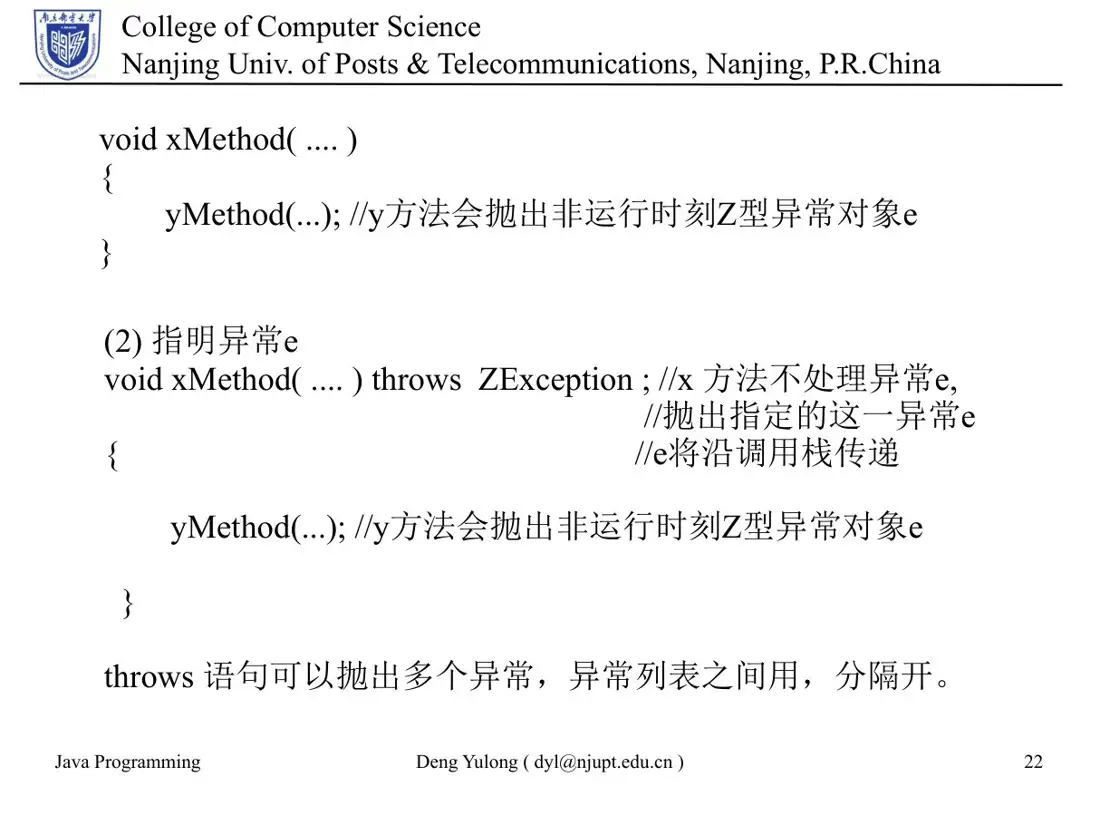 College of Computer Science
Nanjing Univ. of Posts & Telecommunications, Nanjing, P.R.China
void xMethod( .... )
{
yMethod(...); //y方法会抛出非运行时刻Z型异常对象e
}
(2) 指明异常e
void xMethod( .... ) throws ZException ; //x 方法不处理异常e,
//抛出指定的这一异常e
{ //e将沿调用栈传递
yMethod(...); //y方法会抛出非运行时刻Z型异常对象e
}
throws 语句可以抛出多个异常，异常列表之间用，分隔开。
Java Programming Deng Yulong ( dyl@njupt.edu.cn ) 22